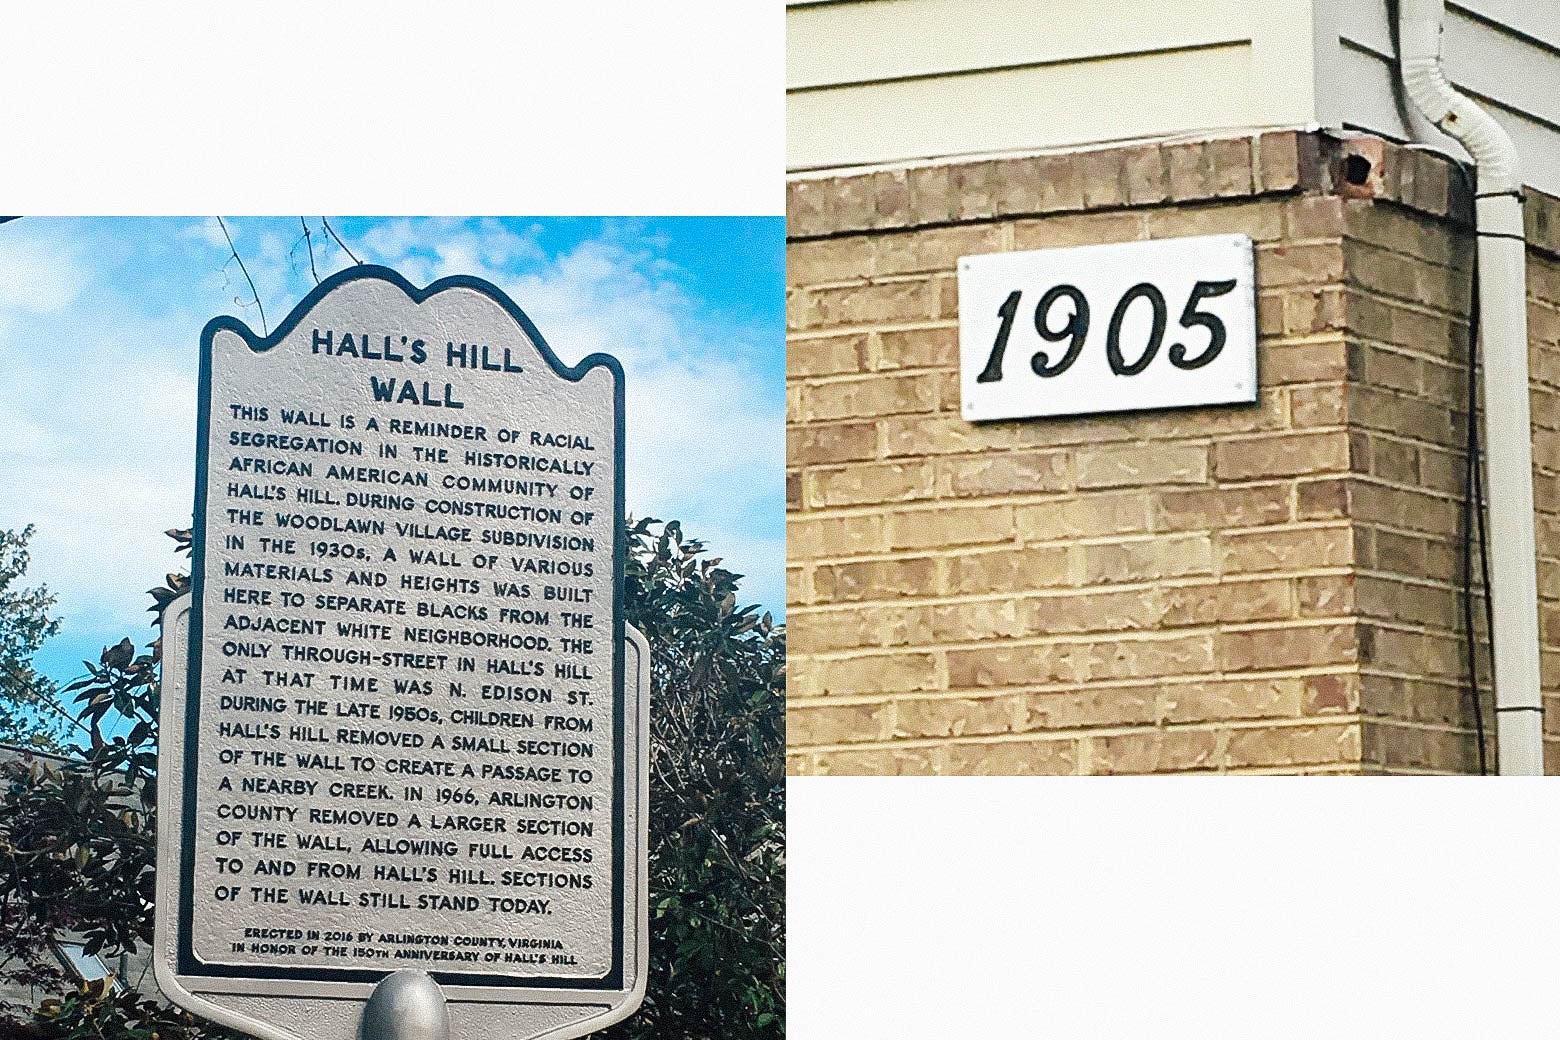 HALL'S HILL
WALL
THIS WALL IS A REMINDER OF RACIAL
SEGREGATION IN THE HISTORICALLY
AFRICAN AMERICAN COMMUNITY OF
HALL'S HILL. DURING CONSTRUCTION OF
THE WOODLAWN VILLAGE SUBDIVISION
IN THE 1930s, A WALL OF VARIOUS
MATERIALS AND HEIGHTS WAS BUILT
HERE TO SEPARATE BLACKS FROM THE
ADJACENT WHITE NEIGHBORHOOD. THE
ONLY THROUGH-STREET IN HALL'S HILL
AT THAT TIME WAS N. EDISON ST.
DURING THE LATE 1950s, CHILDREN FROM
HALL'S HILL REMOVED A SMALL SECTION
OF THE WALL TO CREATE A PASSAGE TO
A NEARBY CREEK. IN 1966, ARLINGTON
COUNTY REMOVED A LARGER SECTION
OF THE WALL, ALLOWING FULL ACCESS
TO AND FROM HALL'S HILL. SECTIONS
OF THE WALL STILL STAND TODAY.
ERECTED IN 2016 BY ARLINGTON COUNTY, VIRGINIA
IN HONOR OF THE 150TH ANNIVERSARY OF HALL'S HILL
1905